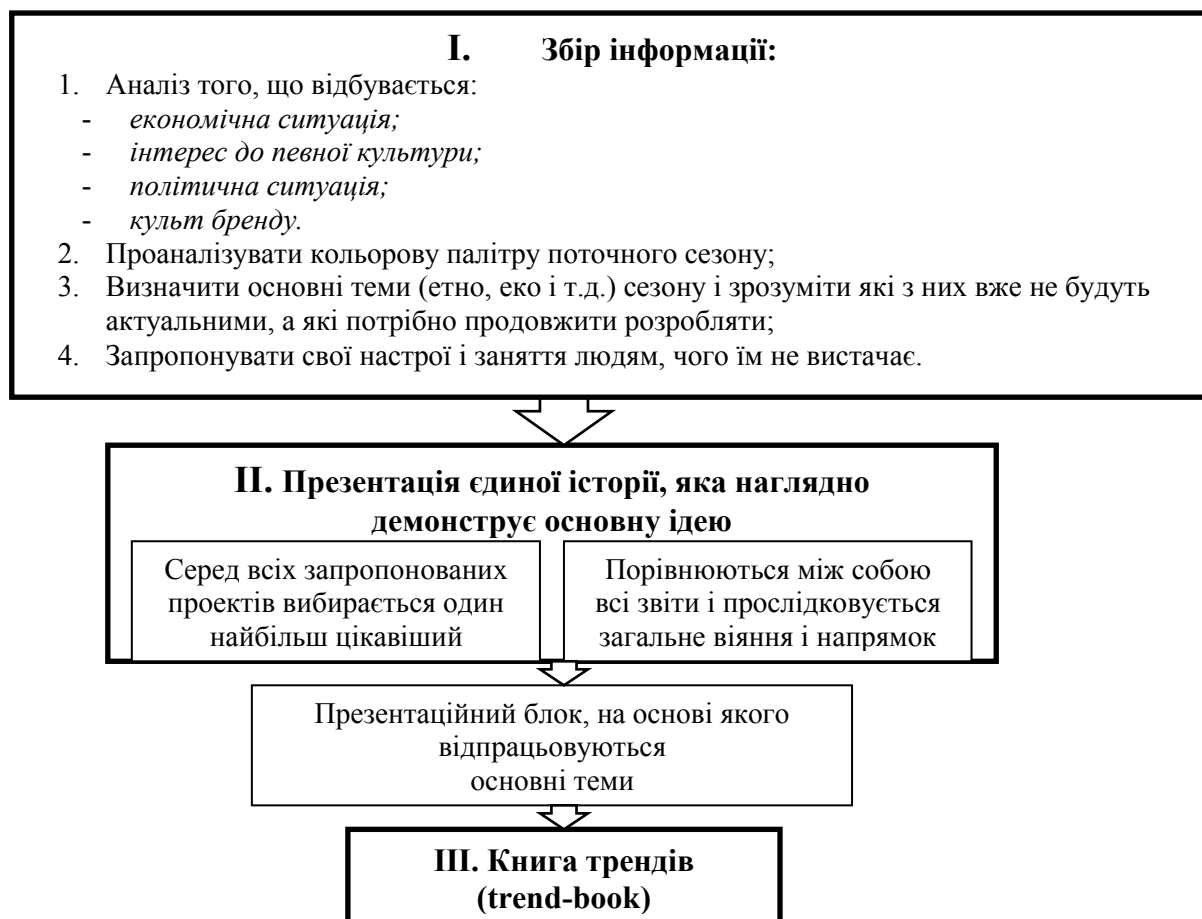 I. Збір інформації:
1. Аналіз того, що відбувається:
- економічна ситуація;
- інтерес до певної культури;
- політична ситуація;
- культ бренду.
2. Проаналізувати кольорову палітру поточного сезону;
3. Визначити основні теми (етно, еко і т.д.) сезону і зрозуміти які з них вже не будуть
актуальними, а які потрібно продовжити розробляти;
4. Запропонувати свої настрої і заняття людям, чого їм не вистачає.
II. Презентація єдиної історії, яка наглядно
демонструє основну ідею
Серед всіх запропонованих
проектів вибирається один
найбільш цікавіший
Порівнюються між собою
всі звіти і прослідковується
загальне віяння і напрямок
Презентаційний блок, на основі якого
відпрацьовуються
основні теми
III. Книга трендів
(trend-book)